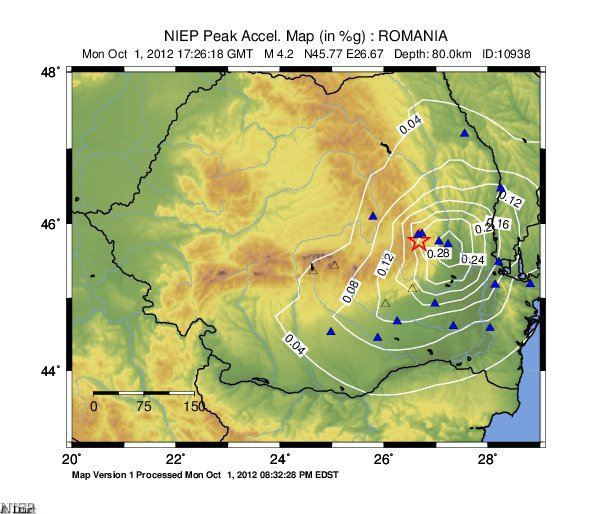 NIEP Peak Accel. Map (in %g) : ROMANIA
Mon Oct 1, 2012 17:26:18 GMT M 4.2 N45.77 E26.67 Depth: 80.0km ID:10938
48˚
0.04
0.12
0.16
46˚
0.28
0.24
0.12
0.08
0.04
44˚
0 75 150
20˚ 22˚ 24˚ 26˚ 28˚
Map Version 1 Processed Mon Oct 1, 2012 08:32:28 PM EDST